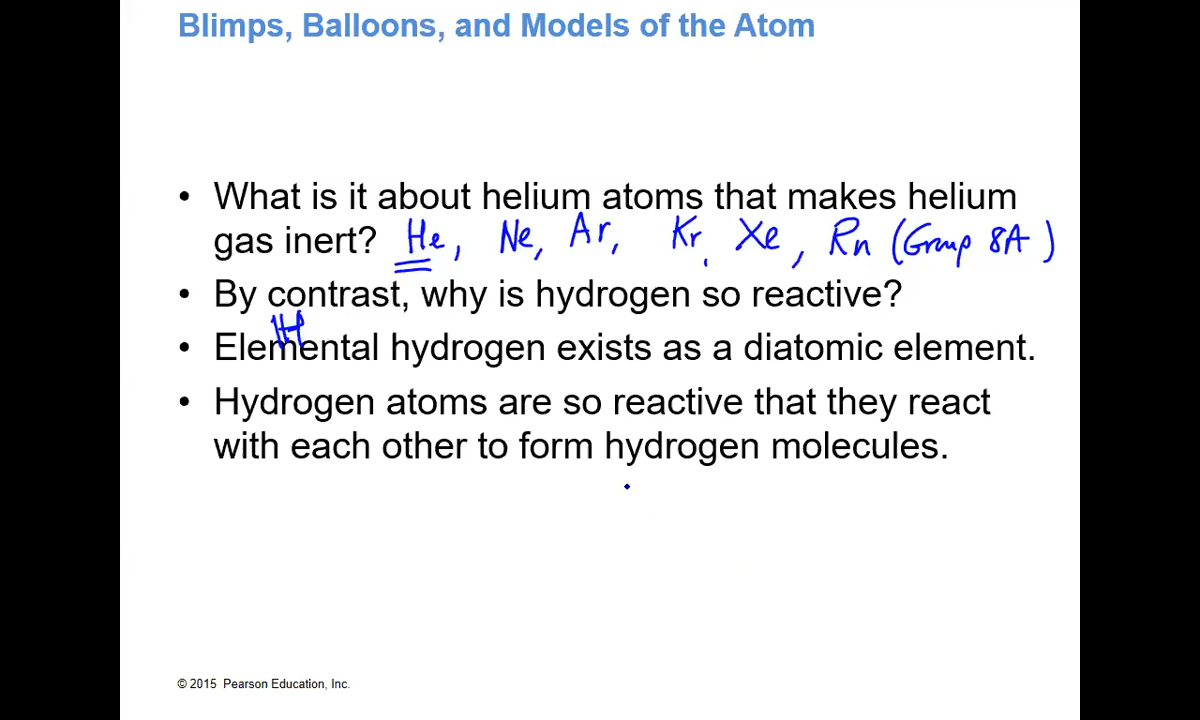 Blimps, Balloons, and Models of the Atom
• What is it about helium atoms that makes helium
gas inert? He, Ne, Ar, Kr, Xe, Rn (Group 8A)
• By contrast, why is hydrogen so reactive?
• Elemental hydrogen exists as a diatomic element.
• Hydrogen atoms are so reactive that they react
with each other to form hydrogen molecules.
© 2015 Pearson Education, Inc.